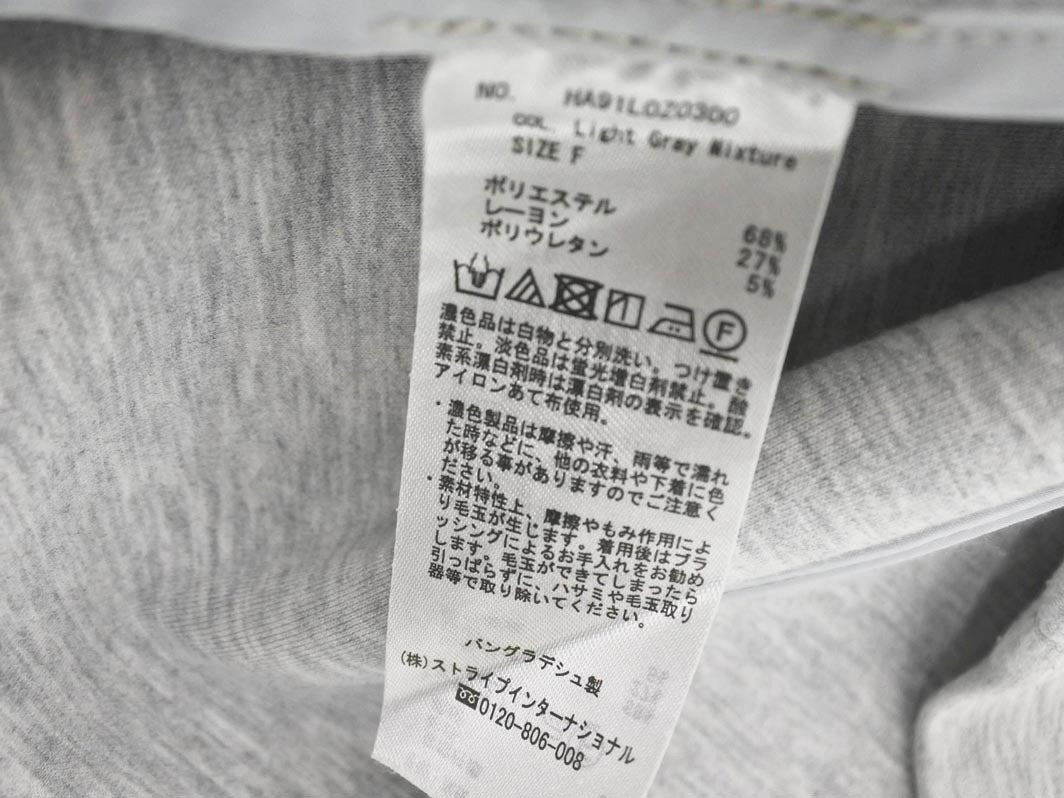 NO. HA91L0Z0300
COL. Light Gray Mixture
SIZE F
ポリエステル 68%
レーヨン 27%
ポリウレタン 5%
F
濃色品は白物と分別洗い。つけ置き
禁止。淡色品は蛍光増白剤禁止。酸
素系漂白剤時は漂白剤の表示を確認。
アイロンあて布使用。
・濃色製品は摩擦や汗、雨等で濡れ
た時などに、他の衣料や下着に色
が移る事がありますのでご注意く
ださい。
・素材特性上、摩擦やもみ作用によ
り毛玉が生じます。着用後はブラ
ッシングによるお手入れをお勧め
します。毛玉ができてしまったら
引っぱらずに、ハサミや毛玉取り
器等で取り除いてください。
バングラデシュ製
(株)ストライプインターナショナル
0120-806-008